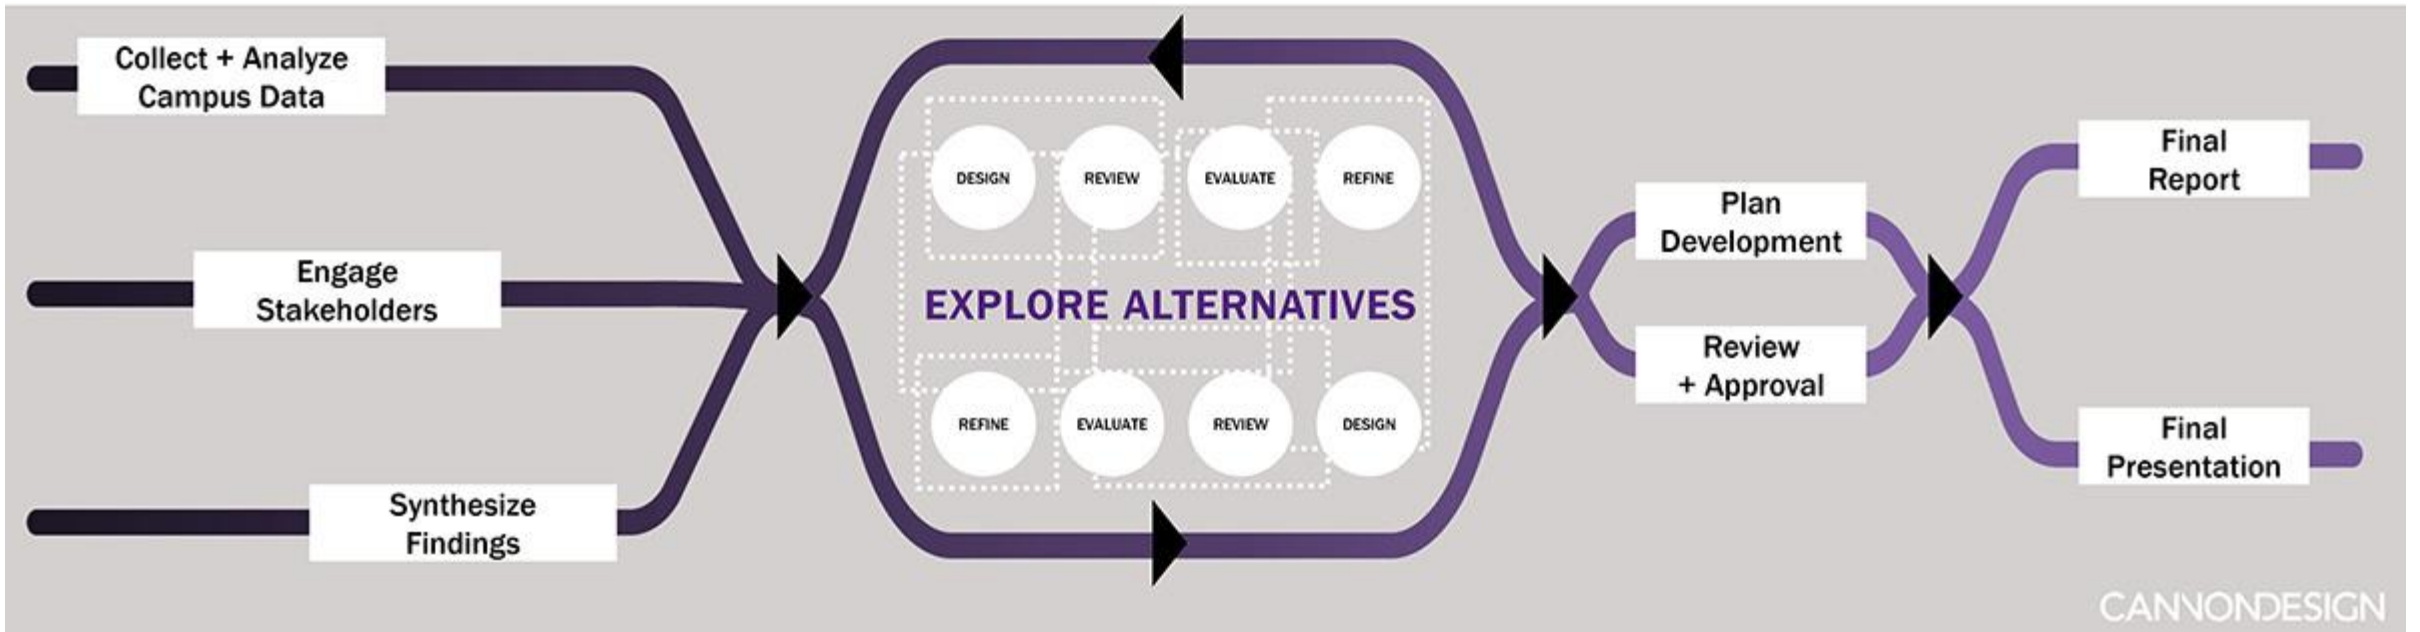 Collect + Analyze
Campus Data
Engage
Stakeholders
Synthesize
Findings
DESIGN
REVIEW
EVALUATE
REFINE
EXPLORE ALTERNATIVES
REFINE
EVALUATE
REVIEW
DESIGN
Plan
Development
Review
+ Approval
Final
Report
Final
Presentation
CANNONDESIGN